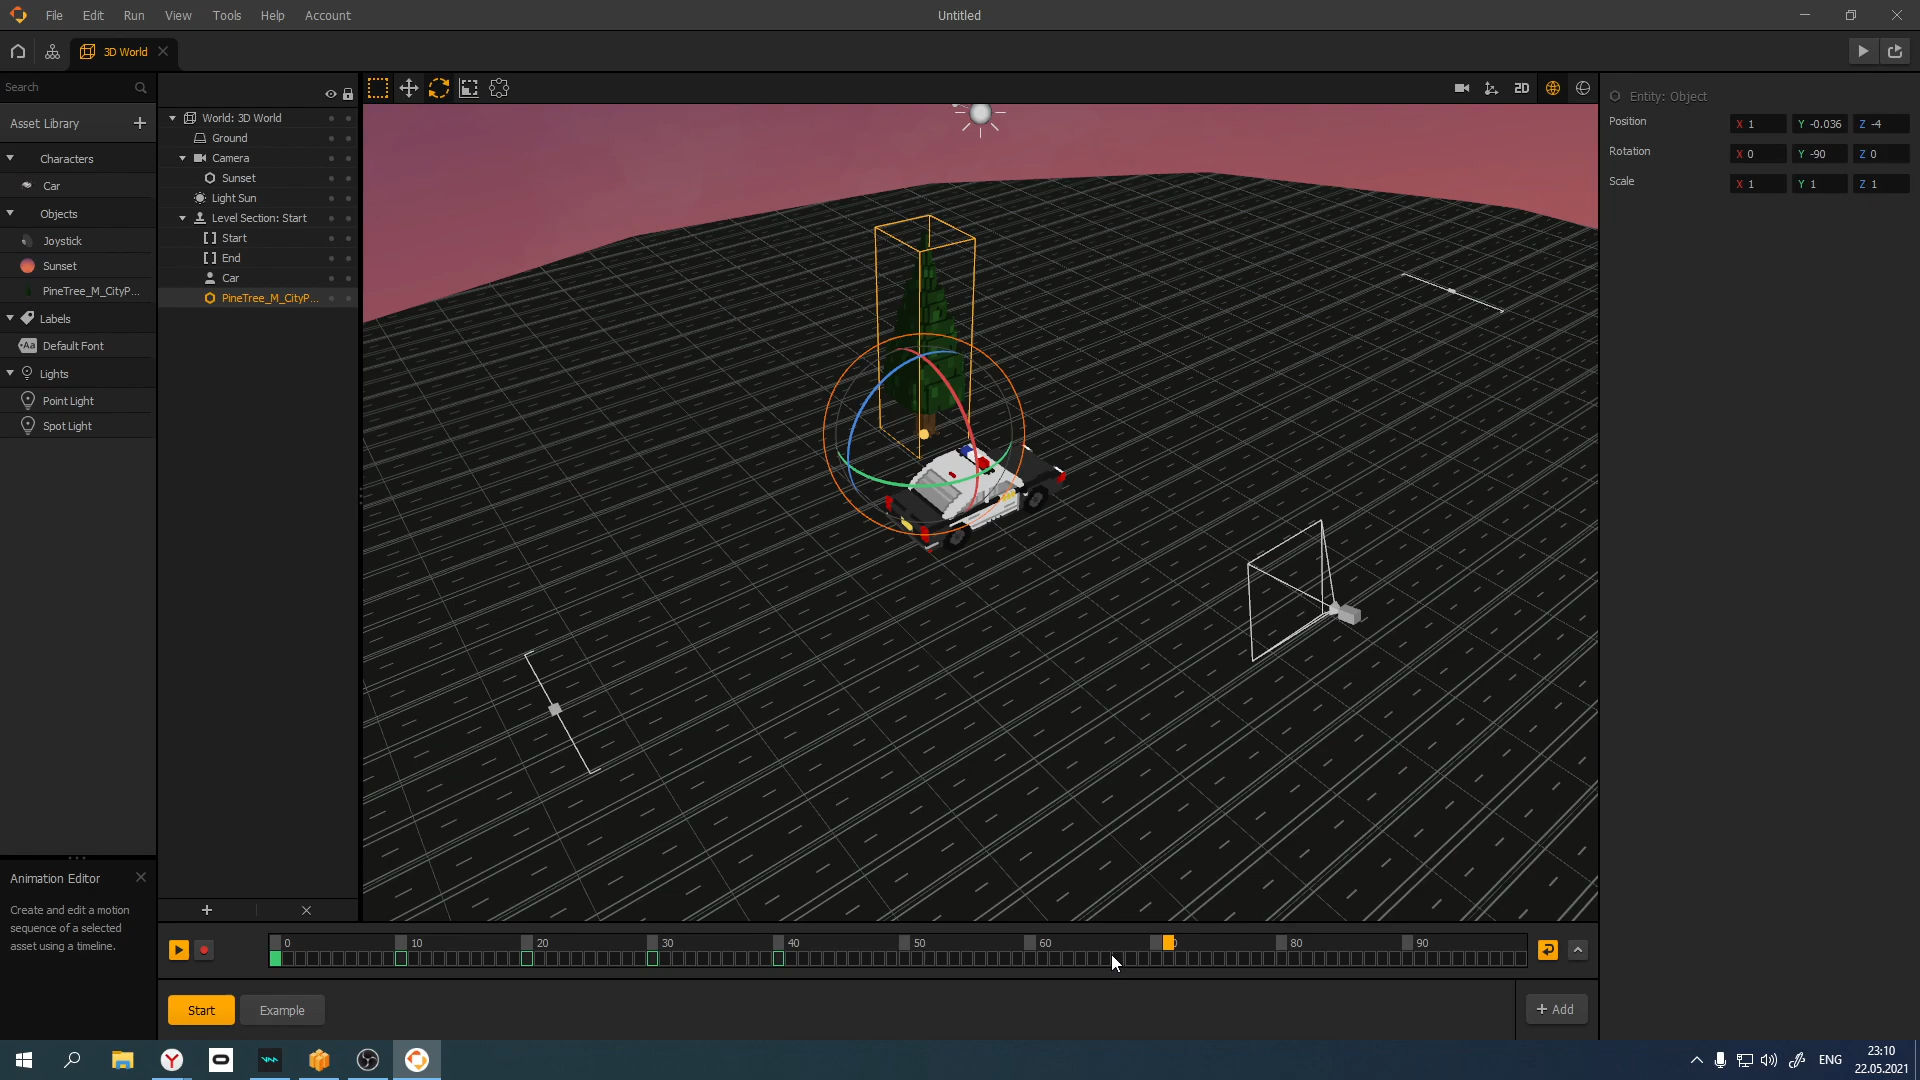 File Edit Run View Tools Help Account
Untitled
3D World
Search
Asset Library
Characters
Car
Objects
Joystick
Sunset
PineTree_M_CityP...
Labels
Aa Default Font
Lights
Point Light
Spot Light
World: 3D World
Ground
Camera
Sunset
Light Sun
Level Section: Start
Start
End
Car
PineTree_M_CityP...
2D
Entity: Object
Position X 1 Y -0.036 Z -4
Rotation X 0 Y -90 Z 0
Scale X 1 Y 1 Z 1
Animation Editor
Create and edit a motion
sequence of a selected
asset using a timeline.
0 10 20 30 40 50 60 80 90
Start Example
+ Add
ENG
23:10
22.05.2021